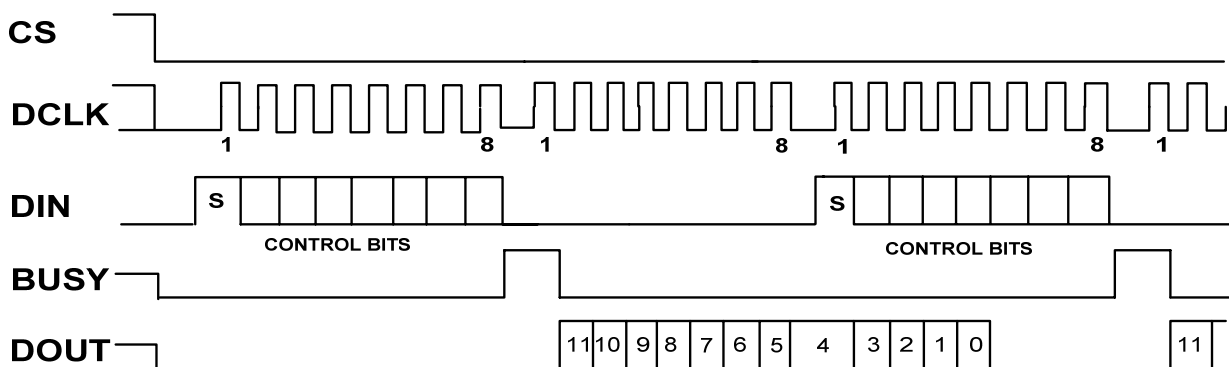 CS
DCLK
1 8 1 8 1 8 1
DIN
S S
CONTROL BITS CONTROL BITS
BUSY
DOUT 11 10 9 8 7 6 5 4 3 2 1 0 11